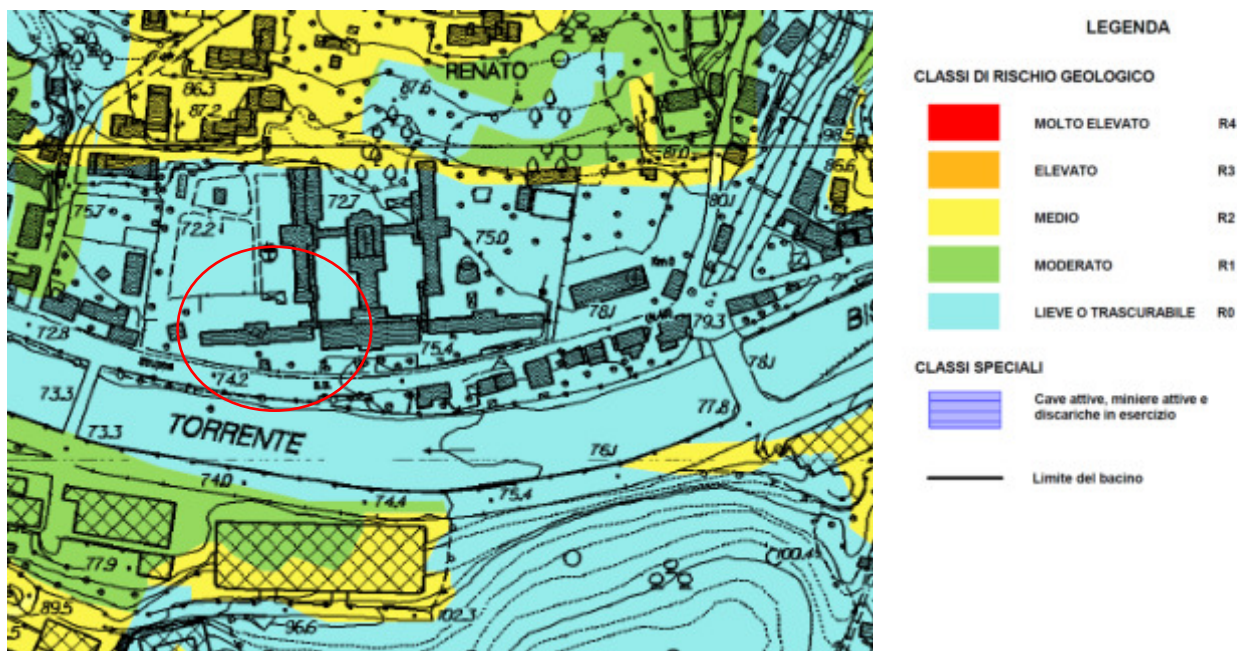 RENATO
86.3
87.2
87.6
87.0
98.5
86.6
80.1
75.7
72.2
72.7
75.0
78.1
79.3
72.8
75.4
74.2
73.3
77.8
78.1
BIS
TORRENTE
73.3
76.1
74.0
74.4
75.4
77.9
100.4
89.5
102.3
96.6
LEGENDA
CLASSI DI RISCHIO GEOLOGICO
MOLTO ELEVATO R4
ELEVATO R3
MEDIO R2
MODERATO R1
LIEVE O TRASCURABILE R0
CLASSI SPECIALI
Cave attive, miniere attive e
discariche in esercizio
Limite del bacino